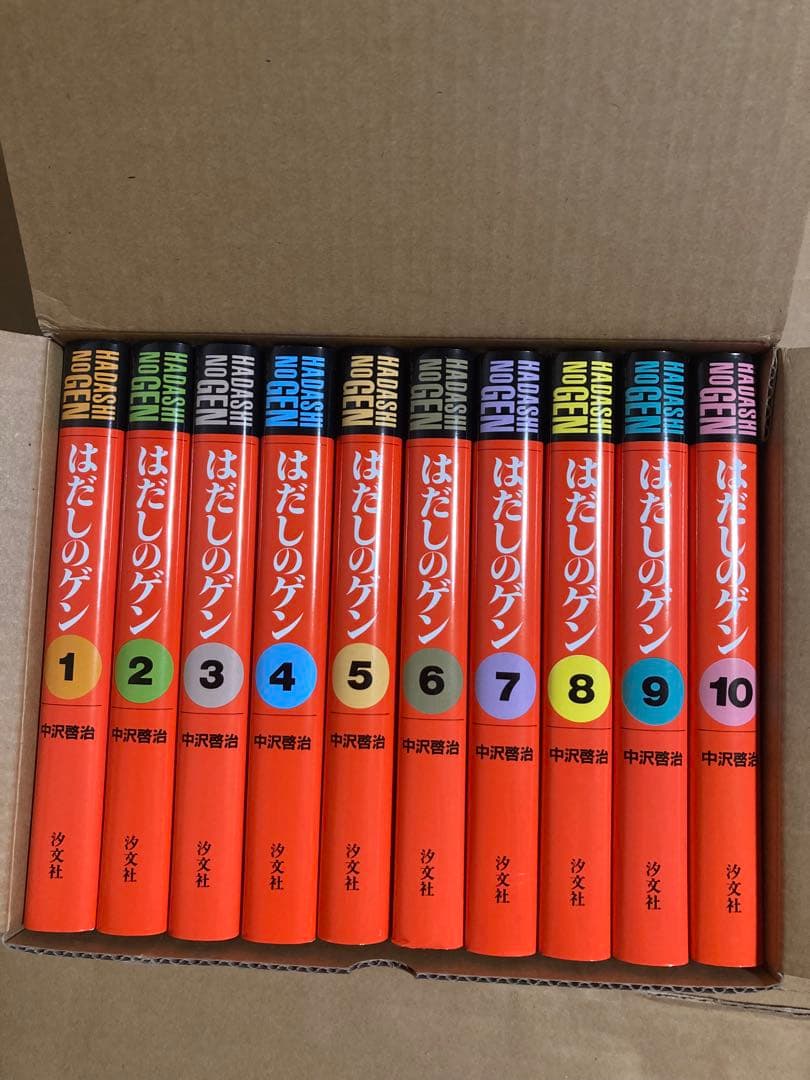 HADASHI
NO GEN
はだしのゲン
1
中沢啓治
汐文社
HADASHI
NO GEN
はだしのゲン
2
中沢啓治
汐文社
HADASHI
NO GEN
はだしのゲン
3
中沢啓治
汐文社
HADASHI
NO GEN
はだしのゲン
4
中沢啓治
汐文社
HADASHI
NO GEN
はだしのゲン
5
中沢啓治
汐文社
HADASHI
NO GEN
はだしのゲン
6
中沢啓治
汐文社
HADASHI
NO GEN
はだしのゲン
7
中沢啓治
汐文社
HADASHI
NO GEN
はだしのゲン
8
中沢啓治
汐文社
HADASHI
NO GEN
はだしのゲン
9
中沢啓治
汐文社
HADASHI
NO GEN
はだしのゲン
10
中沢啓治
汐文社